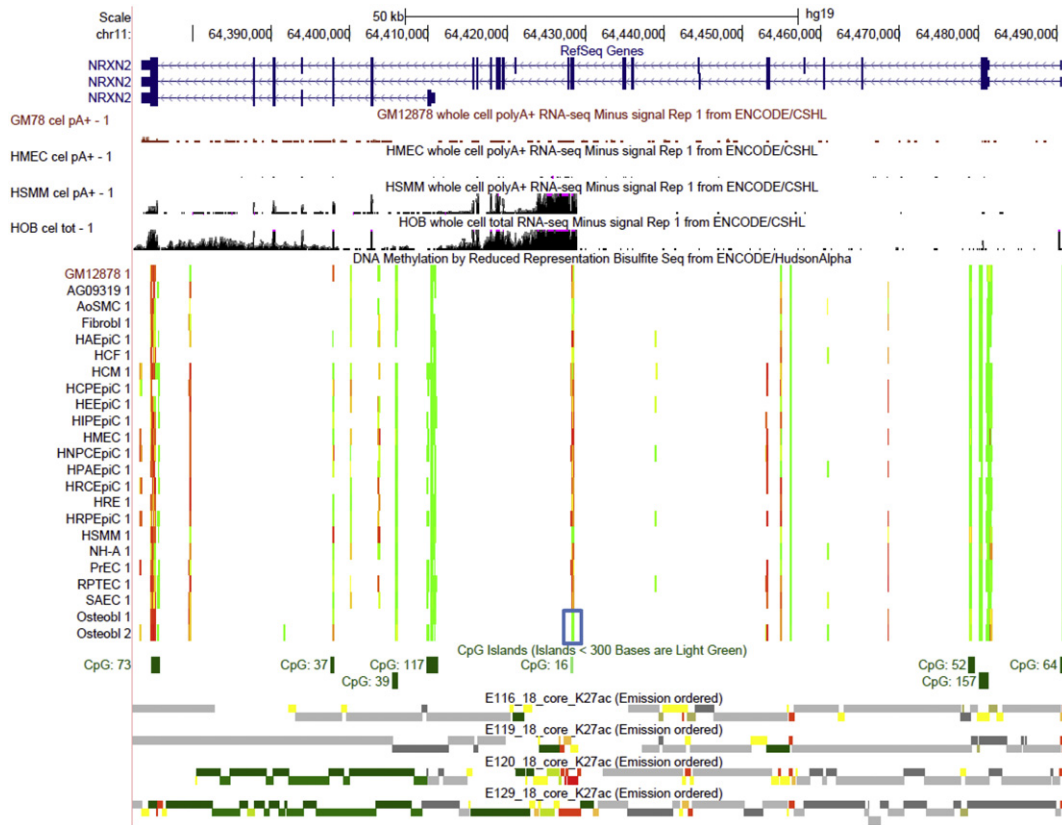 Scale 50 kb hg19
chr11: 64,390,000 64,400,000 64,410,000 64,420,000 64,430,000 64,440,000 64,450,000 64,460,000 64,470,000 64,480,000 64,490,000
RefSeq Genes
NRXN2
NRXN2
NRXN2
GM12878 whole cell polyA+ RNA-seq Minus signal Rep 1 from ENCODE/CSHL
GM78 cel pA+ - 1
HMEC whole cell polyA+ RNA-seq Minus signal Rep 1 from ENCODE/CSHL
HMEC cel pA+ - 1
HSMM whole cell polyA+ RNA-seq Minus signal Rep 1 from ENCODE/CSHL
HSMM cel pA+ - 1
HOB whole cell total RNA-seq Minus signal Rep 1 from ENCODE/CSHL
HOB cel tot - 1
DNA Methylation by Reduced Representation Bisulfite Seq from ENCODE/HudsonAlpha
GM12878 1
AG09319 1
AoSMC 1
Fibrobl 1
HAEpiC 1
HCF 1
HCM 1
HCPEpiC 1
HEEpiC 1
HIPEpiC 1
HMEC 1
HNPCEpiC 1
HPAEpiC 1
HRCEpiC 1
HRE 1
HRPEpiC 1
HSMM 1
NH-A 1
PrEC 1
RPTEC 1
SAEC 1
Osteobl 1
Osteobl 2
CpG Islands (Islands < 300 Bases are Light Green)
CpG: 73 CpG: 37 CpG: 117 CpG: 16 CpG: 52 CpG: 64
CpG: 39 CpG: 157
E116_18_core_K27ac (Emission ordered)
E119_18_core_K27ac (Emission ordered)
E120_18_core_K27ac (Emission ordered)
E129_18_core_K27ac (Emission ordered)